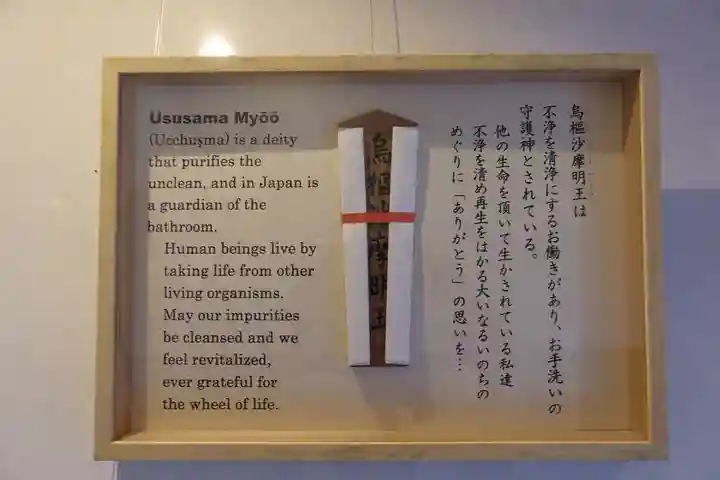 Ususama Myōō
(Ucchuṣma) is a deity
that purifies the
unclean, and in Japan is
a guardian of the
bathroom.
Human beings live by
taking life from other
living organisms.
May our impurities
be cleansed and we
feel revitalized,
ever grateful for
the wheel of life.
烏樞沙摩明王
烏樞沙摩明王は
不浄を清浄にするお働きがあり、お手洗いの
守護神とされている。
他の生命を頂いて生かされている私達
不浄を清め再生をはかる大いなるいのちの
めぐりに「ありがとう」の思いを…